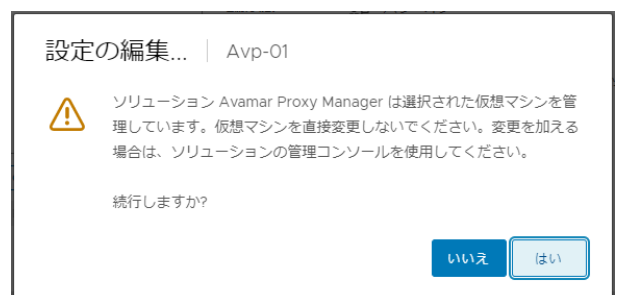 設定の編集... Avp-01
ソリューション Avamar Proxy Manager は選択された仮想マシンを管
理しています。仮想マシンを直接変更しないでください。変更を加える
場合は、ソリューションの管理コンソールを使用してください。
続行しますか?
いいえ はい